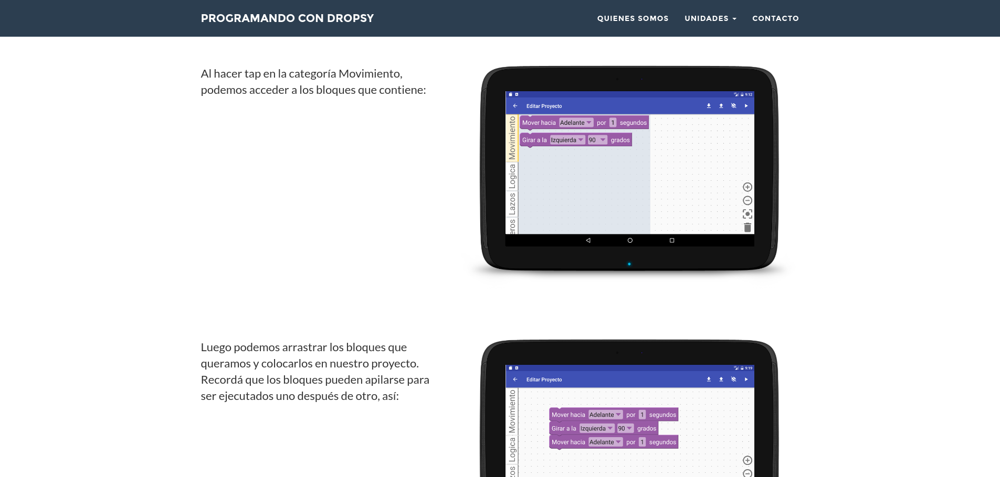 PROGRAMANDO CON DROPSY
QUIENES SOMOS
UNIDADES
CONTACTO
Al hacer tap en la categoría Movimiento,
podemos acceder a los bloques que contiene:
9:12
Editar Proyecto
Movimiento
Logica
Lazos
eros
Mover hacia Adelante por 1 segundos
Girar a la Izquierda 90 grados
Luego podemos arrastrar los bloques que
queramos y colocarlos en nuestro proyecto.
Recordá que los bloques pueden apilarse para
ser ejecutados uno después de otro, así:
9:19
Editar Proyecto
Movimiento
Logica
zos
Mover hacia Adelante por 1 segundos
Girar a la Izquierda 90 grados
Mover hacia Adelante por 1 segundos